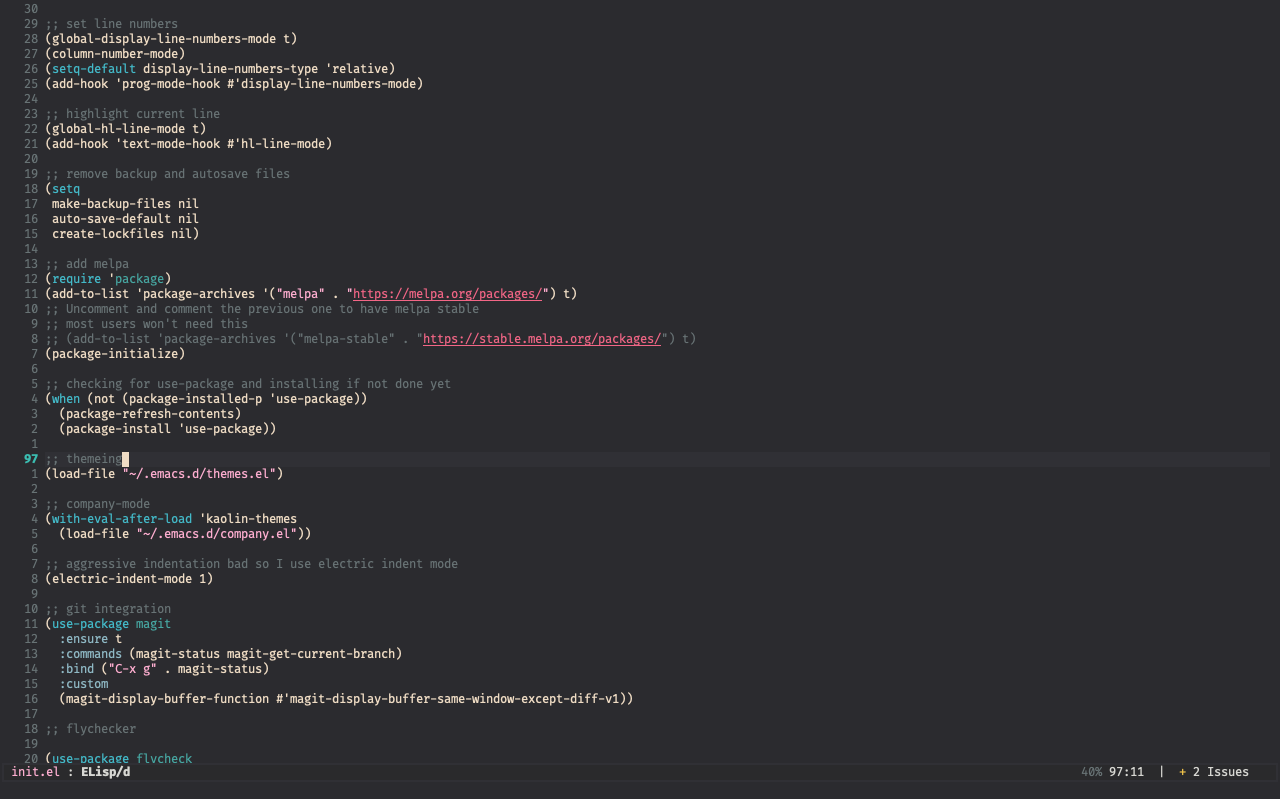 30
29 ;; set line numbers
28 (global-display-line-numbers-mode t)
27 (column-number-mode)
26 (setq-default display-line-numbers-type 'relative)
25 (add-hook 'prog-mode-hook #'display-line-numbers-mode)
24
23 ;; highlight current line
22 (global-hl-line-mode t)
21 (add-hook 'text-mode-hook #'hl-line-mode)
20
19 ;; remove backup and autosave files
18 (setq
17  make-backup-files nil
16  auto-save-default nil
15  create-lockfiles nil)
14
13 ;; add melpa
12 (require 'package)
11 (add-to-list 'package-archives '("melpa" . "https://melpa.org/packages/") t)
10 ;; Uncomment and comment the previous one to have melpa stable
9 ;; most users won't need this
8 ;; (add-to-list 'package-archives '("melpa-stable" . "https://stable.melpa.org/packages/") t)
7 (package-initialize)
6
5 ;; checking for use-package and installing if not done yet
4 (when (not (package-installed-p 'use-package))
3   (package-refresh-contents)
2   (package-install 'use-package))
1
97 ;; themeing
1 (load-file "~/.emacs.d/themes.el")
2
3 ;; company-mode
4 (with-eval-after-load 'kaolin-themes
5   (load-file "~/.emacs.d/company.el"))
6
7 ;; aggressive indentation bad so I use electric indent mode
8 (electric-indent-mode 1)
9
10 ;; git integration
11 (use-package magit
12   :ensure t
13   :commands (magit-status magit-get-current-branch)
14   :bind ("C-x g" . magit-status)
15   :custom
16   (magit-display-buffer-function #'magit-display-buffer-same-window-except-diff-v1))
17
18 ;; flychecker
19
20 (use-package flycheck
init.el : ELisp/d 40% 97:11 | + 2 Issues